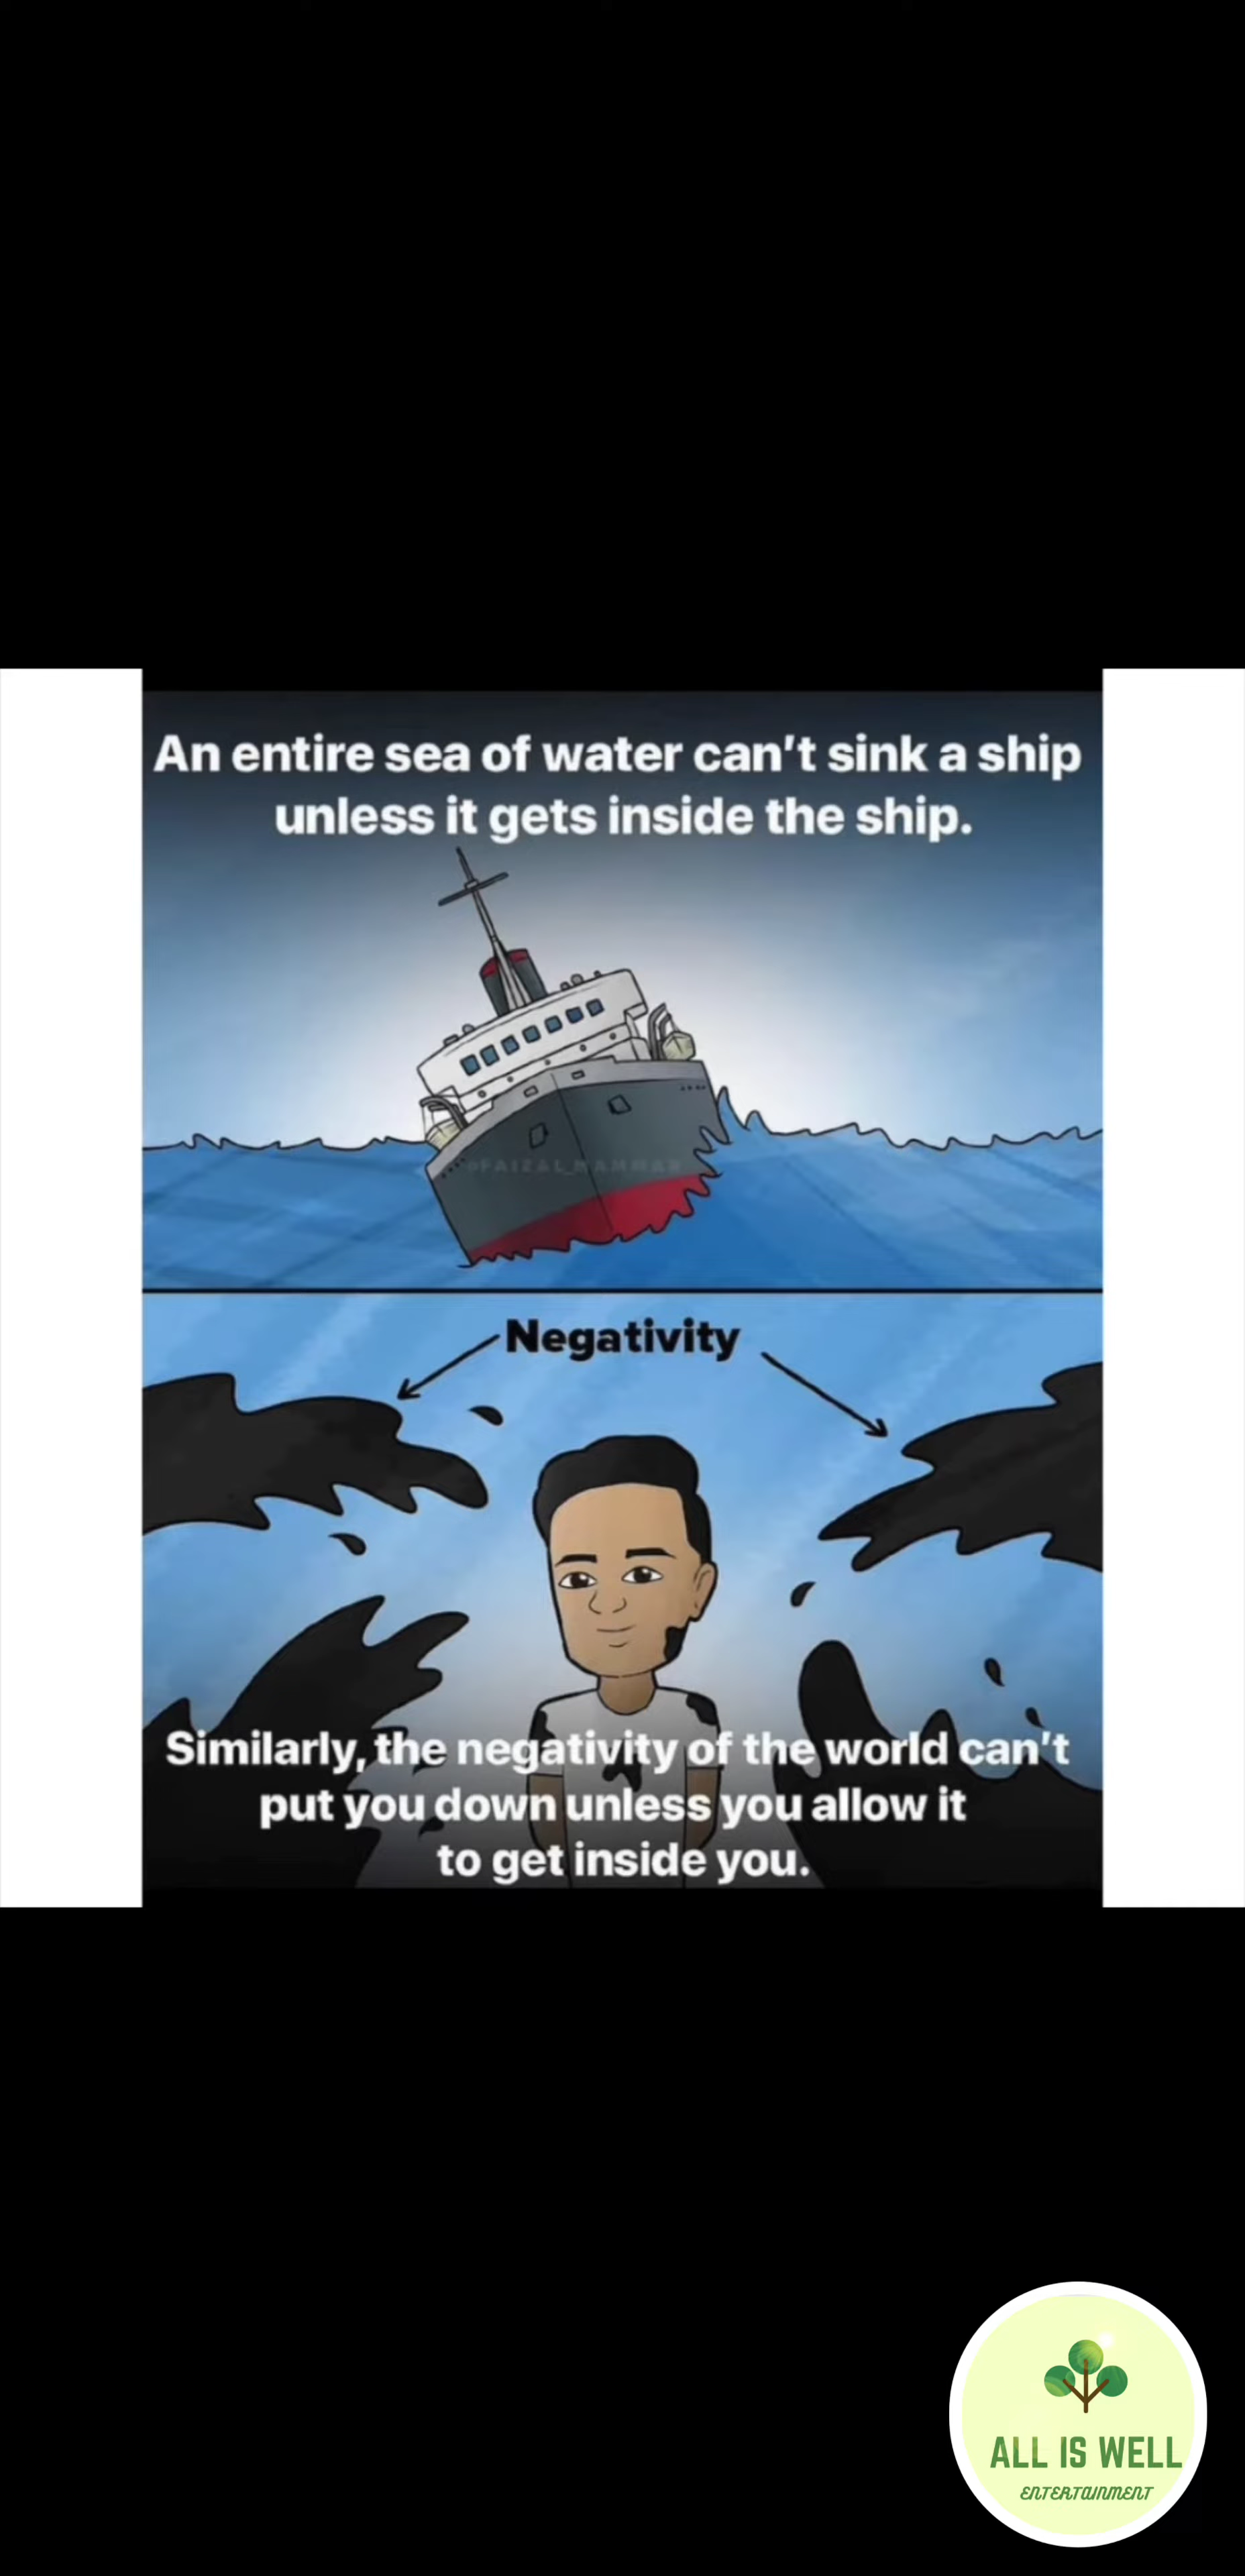 An entire sea of water can't sink a ship
unless it gets inside the ship.
Negativity
Similarly, the negativity of the world can't
put you down unless you allow it
to get inside you.
ALL IS WELL
ENTERTAINMENT